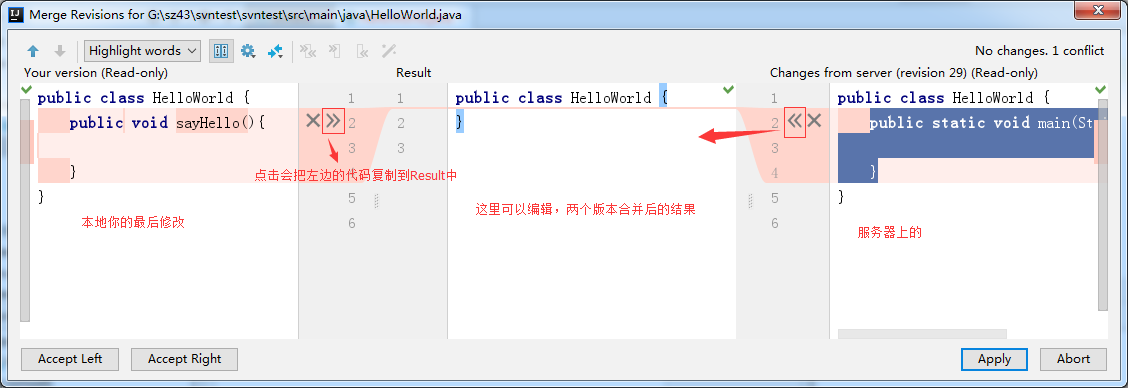 Merge Revisions for G:\sz43\svntest\svntest\src\main\java\HelloWorld.java
Highlight words
No changes. 1 conflict
Your version (Read-only)
Result
Changes from server (revision 29) (Read-only)
public class HelloWorld {
1
1
public class HelloWorld {
1
public class HelloWorld {
public void sayHello(){
2
2
}
2
public static void main(St
3
3
3
}
点击会把左边的代码复制到Result中
4
}
}
5
5
}
本地你的最后修改
6
这里可以编辑，两个版本合并后的结果
6
服务器上的
Accept Left
Accept Right
Apply
Abort